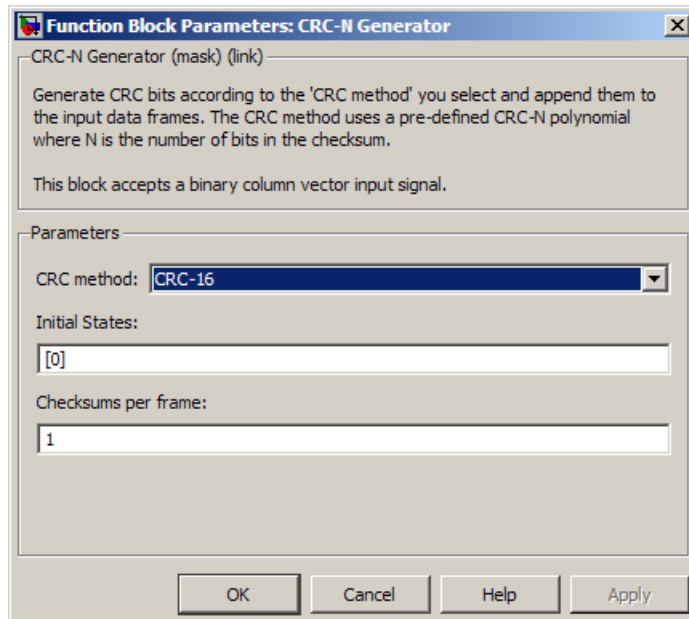 Function Block Parameters: CRC-N Generator
CRC-N Generator (mask) (link)
Generate CRC bits according to the 'CRC method' you select and append them to
the input data frames. The CRC method uses a pre-defined CRC-N polynomial
where N is the number of bits in the checksum.
This block accepts a binary column vector input signal.
Parameters
CRC method: CRC-16
Initial States:
[0]
Checksums per frame:
1
OK Cancel Help Apply